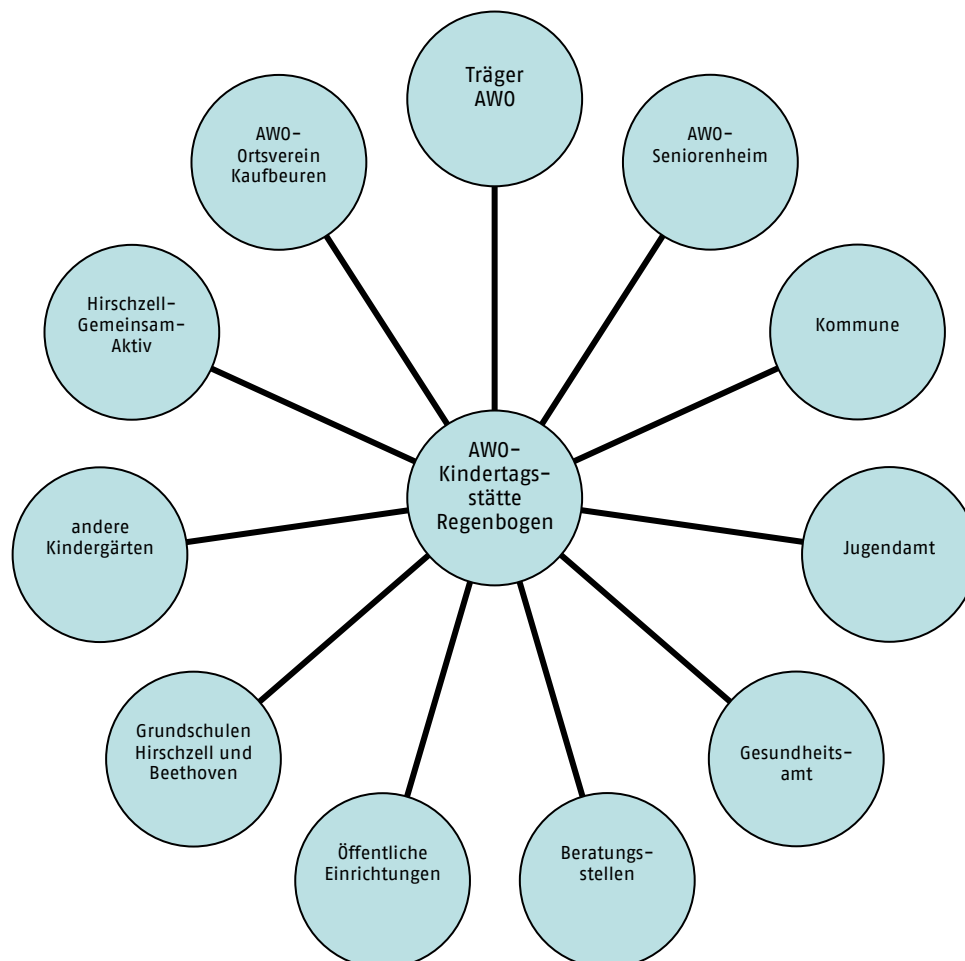 Träger
AWO
AWO-
Ortsverein
Kaufbeuren
AWO-
Seniorenheim
Hirschzell-
Gemeinsam-
Aktiv
Kommune
AWO-
Kindertags-
stätte
Regenbogen
andere
Kindergärten
Jugendamt
Grundschulen
Hirschzell und
Beethoven
Gesundheits-
amt
Öffentliche
Einrichtungen
Beratungs-
stellen